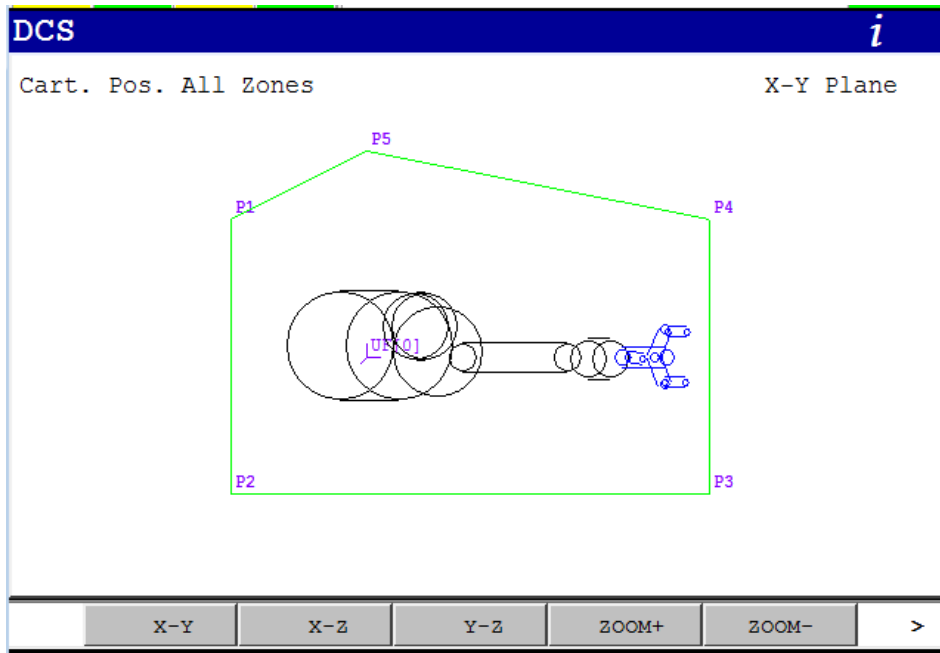 DCS i
Cart. Pos. All Zones X-Y Plane
P5
P1 P4
UF[0]
P2 P3
X-Y X-Z Y-Z ZOOM+ ZOOM- >